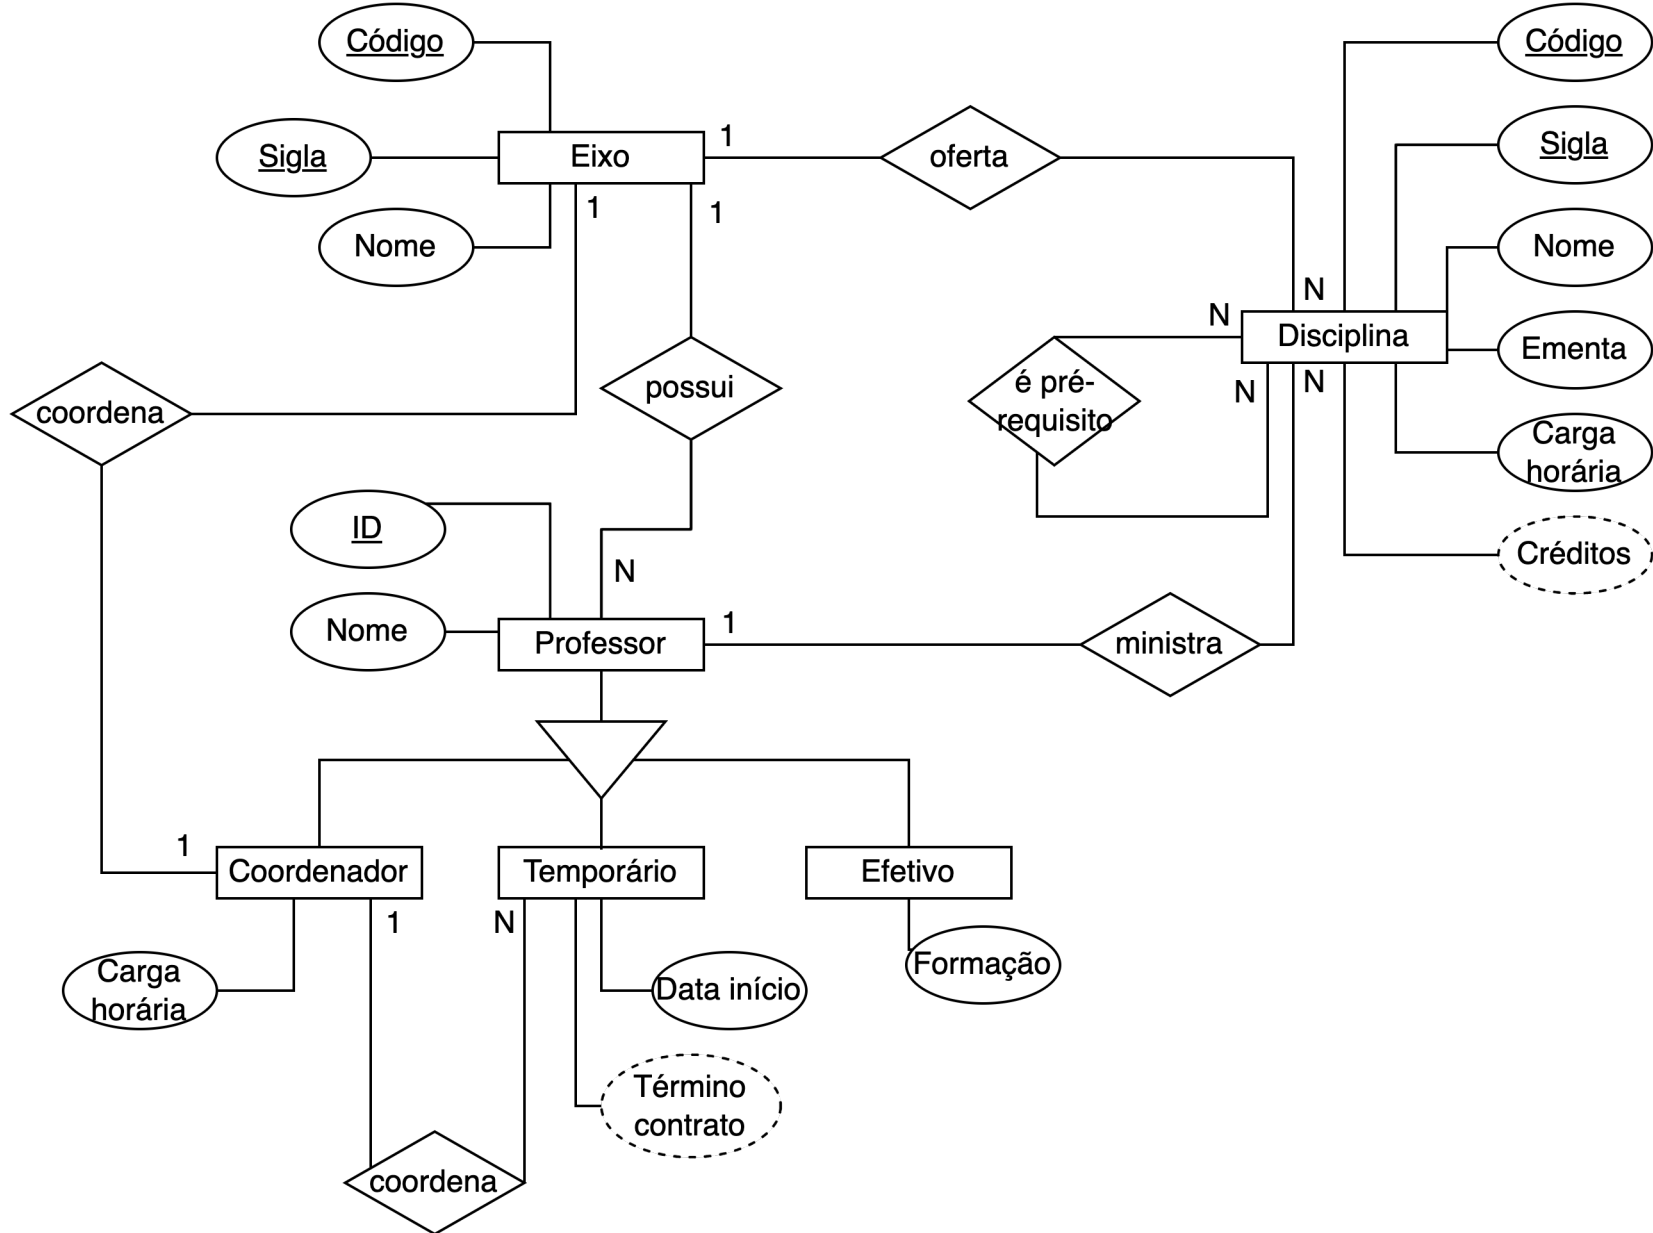 Código
Código
1
oferta
Eixo
Sigla
Sigla
1
1
Nome
Nome
N
N
Disciplina
Ementa
possui
é pré-
requisito
N
N
coordena
Carga
horária
ID
Créditos
N
Nome
1
Professor
ministra
1
Coordenador
Temporário
Efetivo
1
N
Carga
horária
Data início
Formação
Término
contrato
coordena